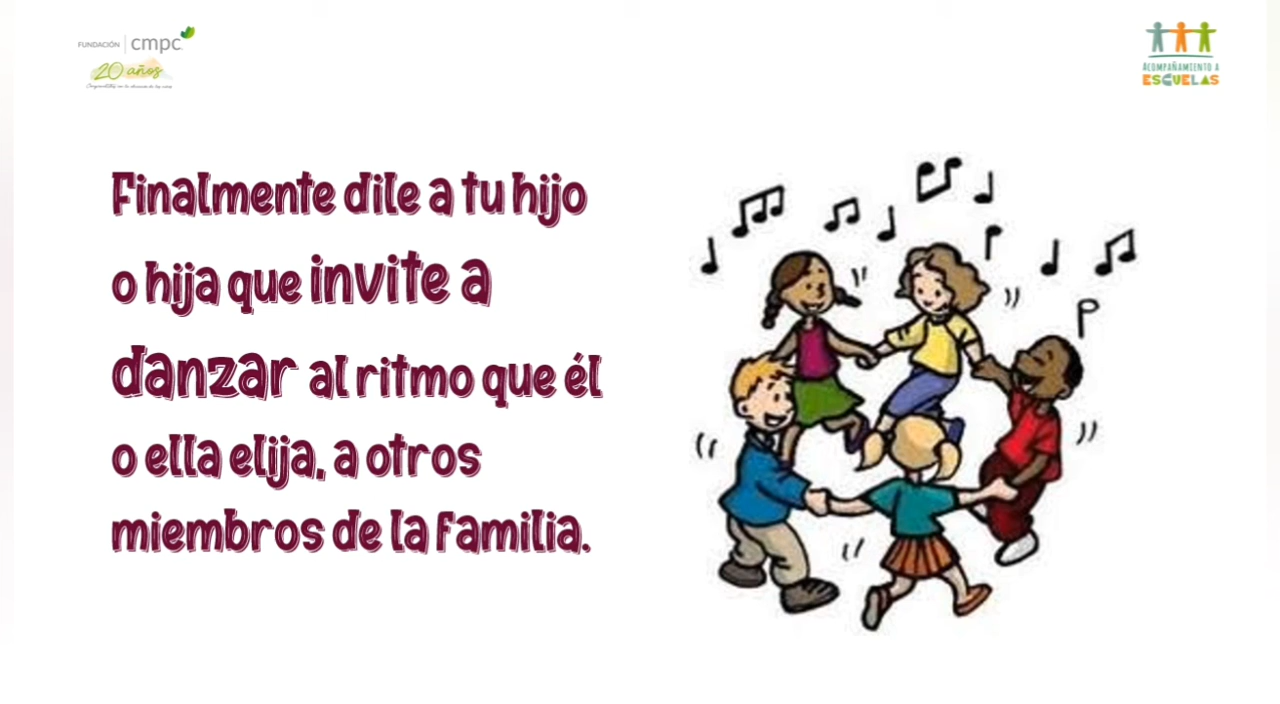 FUNDACIÓN cmpc
20 años
ACOMPAÑAMIENTO A
ESCUELAS
Finalmente dile a tu hijo
o hija que invite a
danzar al ritmo que él
o ella elija, a otros
miembros de la familia.